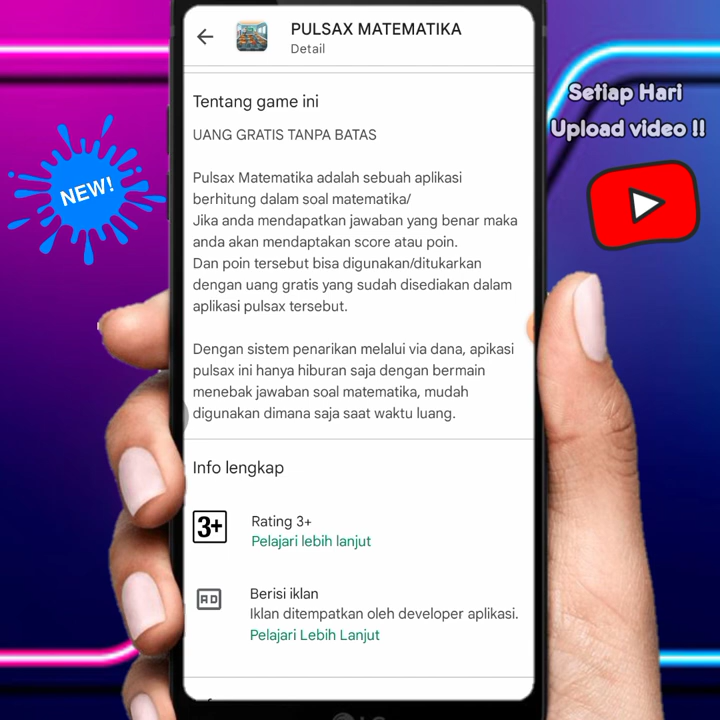 PULSAX MATEMATIKA
Detail
Tentang game ini
UANG GRATIS TANPA BATAS
Pulsax Matematika adalah sebuah aplikasi
berhitung dalam soal matematika/
Jika anda mendapatkan jawaban yang benar maka
anda akan mendaptakan score atau poin.
Dan poin tersebut bisa digunakan/ditukarkan
dengan uang gratis yang sudah disediakan dalam
aplikasi pulsax tersebut.
Dengan sistem penarikan melalui via dana, apikasi
pulsax ini hanya hiburan saja dengan bermain
menebak jawaban soal matematika, mudah
digunakan dimana saja saat waktu luang.
Info lengkap
3+
Rating 3+
Pelajari lebih lanjut
AD
Berisi iklan
Iklan ditempatkan oleh developer aplikasi.
Pelajari Lebih Lanjut
NEW!
Setiap Hari
Upload video !!